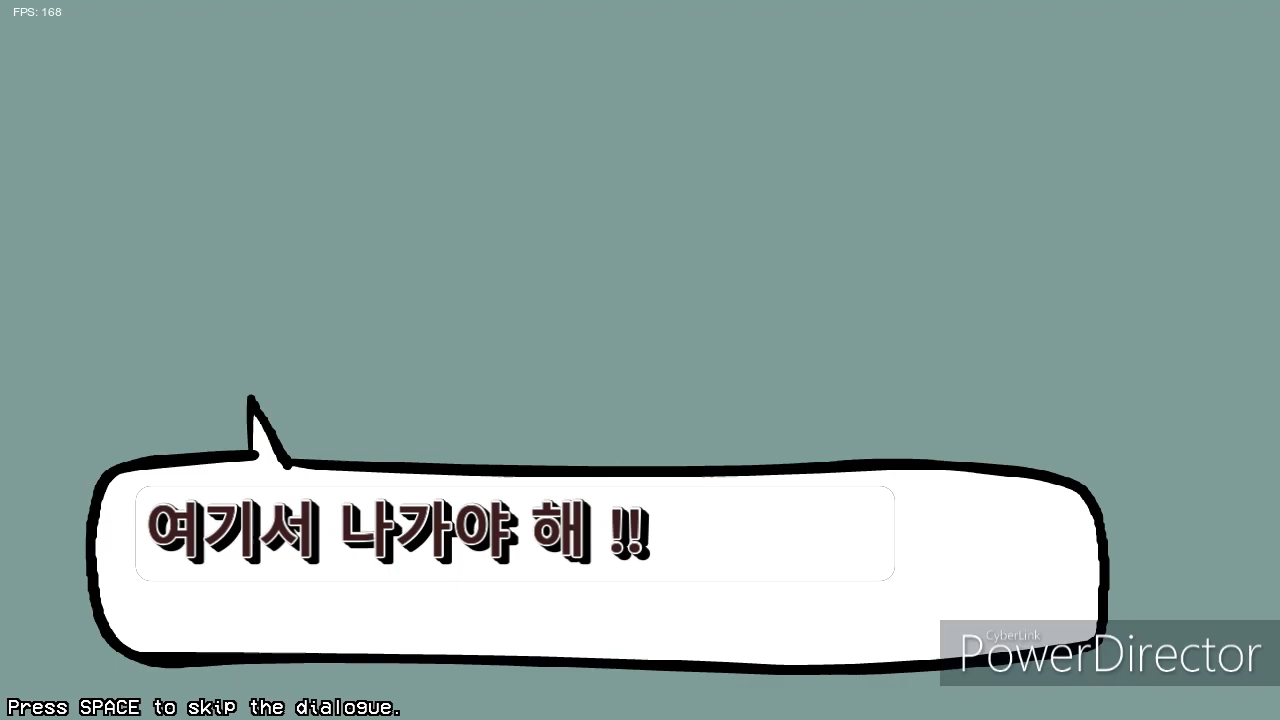 FPS: 168
여기서 나가야 해 !!
CyberLink
PowerDirector
Press SPACE to skip the dialogue.